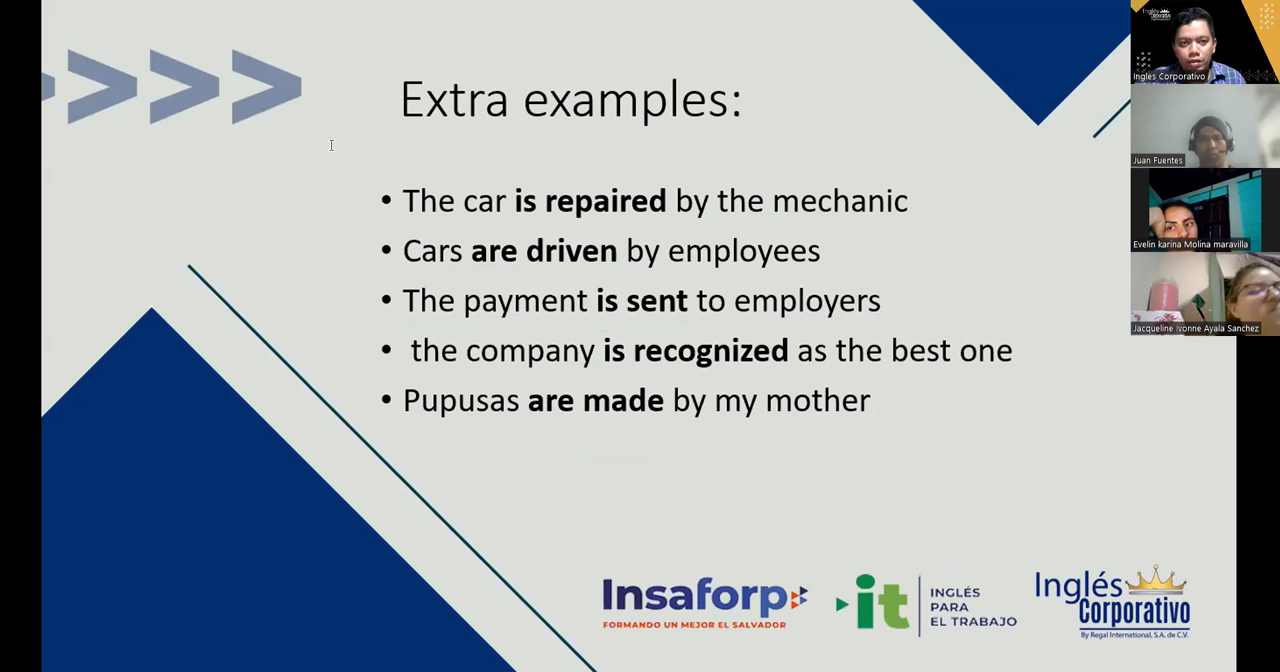 Extra examples:
• The car is repaired by the mechanic
• Cars are driven by employees
• The payment is sent to employers
• the company is recognized as the best one
• Pupusas are made by my mother
Insaforp
FORMANDO UN MEJOR EL SALVADOR
it
INGLÉS
PARA
EL TRABAJO
Inglés
Corporativo
By Regal International, S.A. de C.V.
Inglés
Corporativo
Ingles Corporativo
Juan Fuentes
Evelin karina Molina maravilla
Jacqueline Ivonne Ayala Sanchez